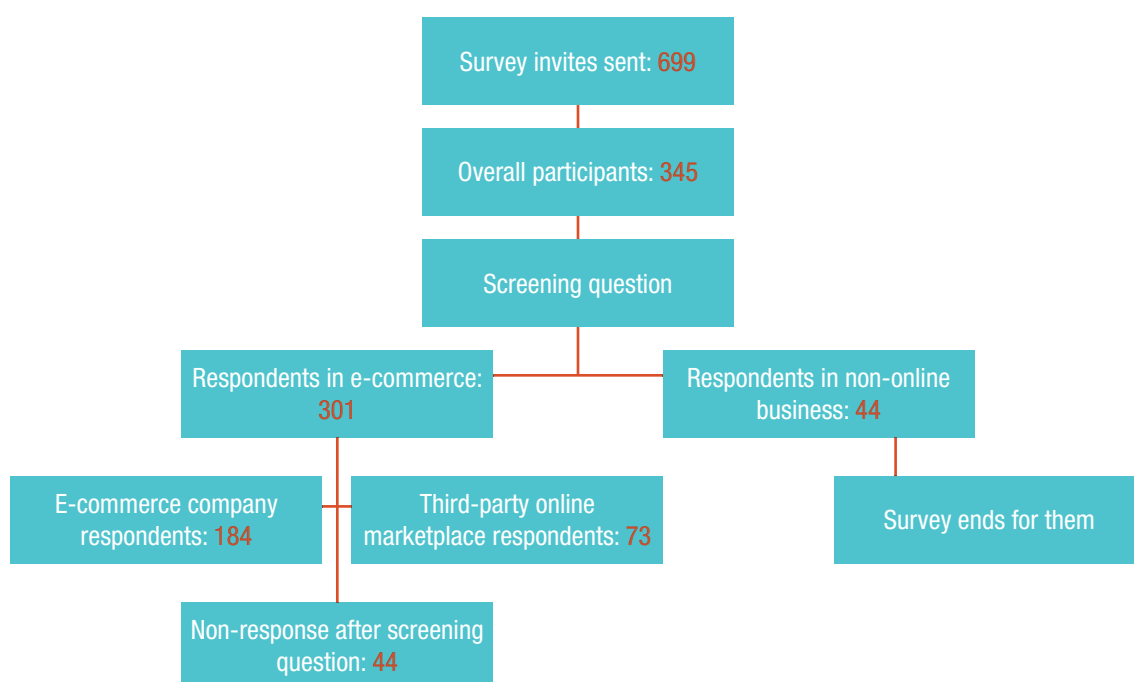 Survey invites sent: 699
Overall participants: 345
Screening question
Respondents in e-commerce:
301
Respondents in non-online
business: 44
E-commerce company
respondents: 184
Third-party online
marketplace respondents: 73
Survey ends for them
Non-response after screening
question: 44